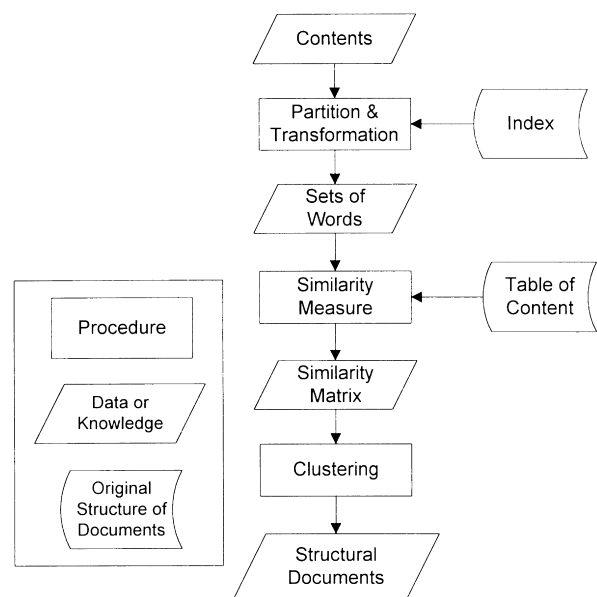 Contents
Partition &
Transformation
Index
Sets of
Words
Similarity
Measure
Table of
Content
Similarity
Matrix
Clustering
Structural
Documents
Procedure
Data or
Knowledge
Original
Structure of
Documents